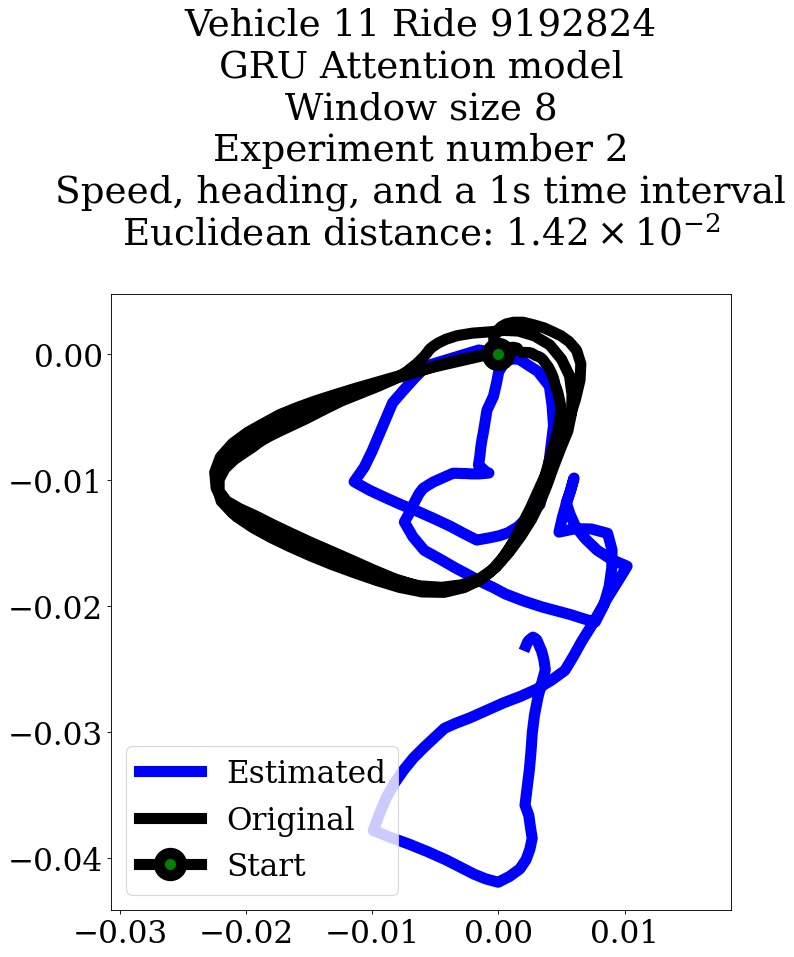 Vehicle 11 Ride 9192824
GRU Attention model
Window size 8
Experiment number 2
Speed, heading, and a 1s time interval
Euclidean distance: 1.42 × 10⁻²
0.00
−0.01
−0.02
−0.03
−0.04
Estimated
Original
Start
−0.03 −0.02 −0.01 0.00 0.01